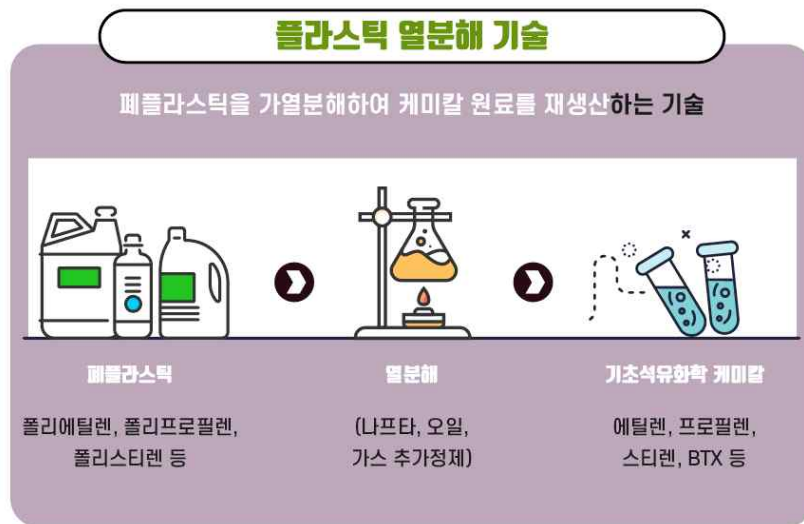 플라스틱 열분해 기술
폐플라스틱을 가열분해하여 케미칼 원료를 재생산하는 기술
폐플라스틱
폴리에틸렌, 폴리프로필렌,
폴리스티렌 등
열분해
(나프타, 오일,
가스 추가정제)
기초석유화학 케미칼
에틸렌, 프로필렌,
스티렌, BTX 등